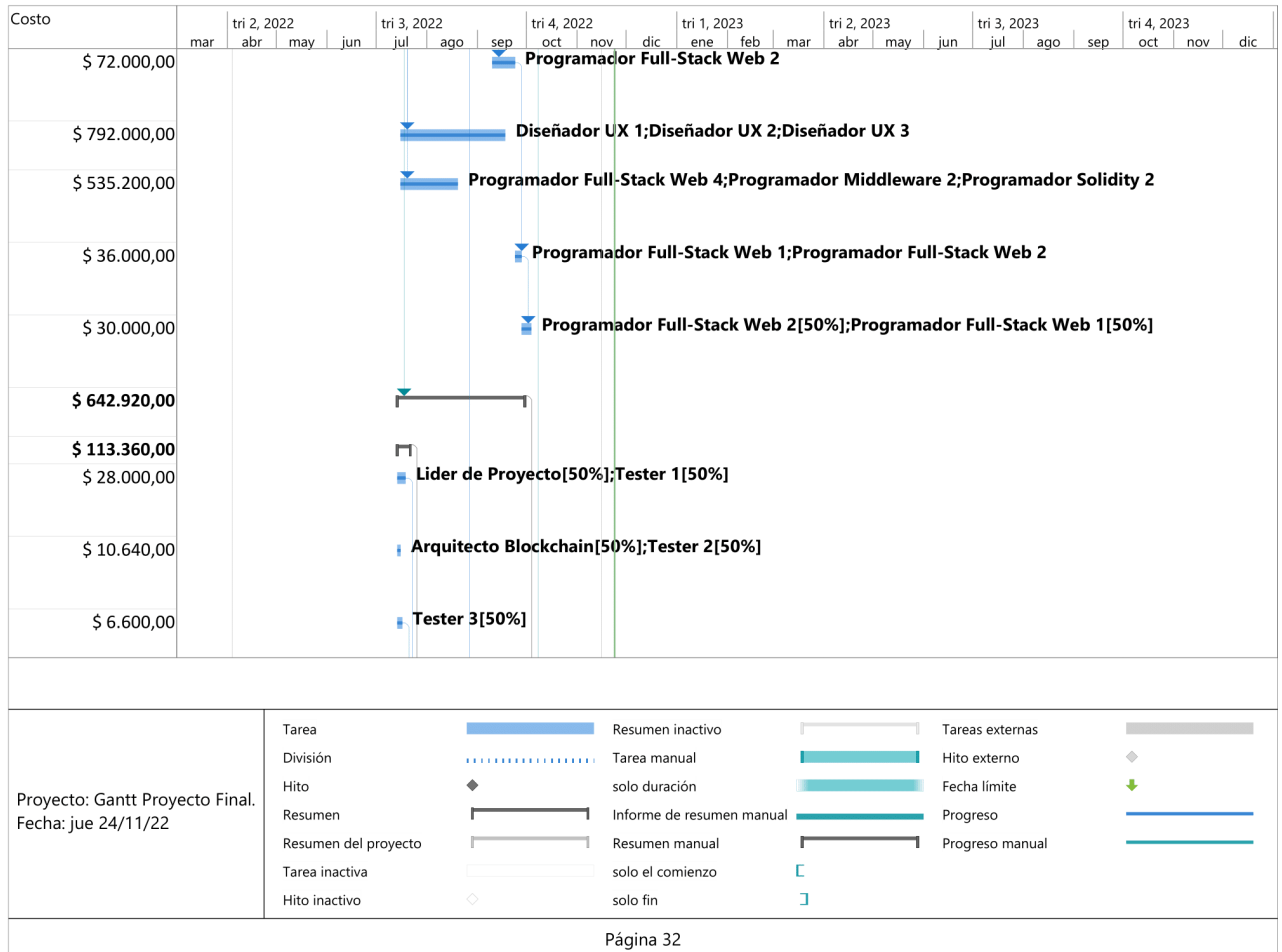 Costo
tri 2, 2022 tri 3, 2022 tri 4, 2022 tri 1, 2023 tri 2, 2023 tri 3, 2023 tri 4, 2023
mar abr may jun jul ago sep oct nov dic ene feb mar abr may jun jul ago sep oct nov dic
$ 72.000,00 Programador Full-Stack Web 2
$ 792.000,00 Diseñador UX 1;Diseñador UX 2;Diseñador UX 3
$ 535.200,00 Programador Full-Stack Web 4;Programador Middleware 2;Programador Solidity 2
$ 36.000,00 Programador Full-Stack Web 1;Programador Full-Stack Web 2
$ 30.000,00 Programador Full-Stack Web 2[50%];Programador Full-Stack Web 1[50%]
$ 642.920,00
$ 113.360,00
$ 28.000,00 Lider de Proyecto[50%];Tester 1[50%]
$ 10.640,00 Arquitecto Blockchain[50%];Tester 2[50%]
$ 6.600,00 Tester 3[50%]
Proyecto: Gantt Proyecto Final.
Fecha: jue 24/11/22
Tarea Resumen inactivo Tareas externas
División Tarea manual Hito externo
Hito solo duración Fecha límite
Resumen Informe de resumen manual Progreso
Resumen del proyecto Resumen manual Progreso manual
Tarea inactiva solo el comienzo
Hito inactivo solo fin
Página 32